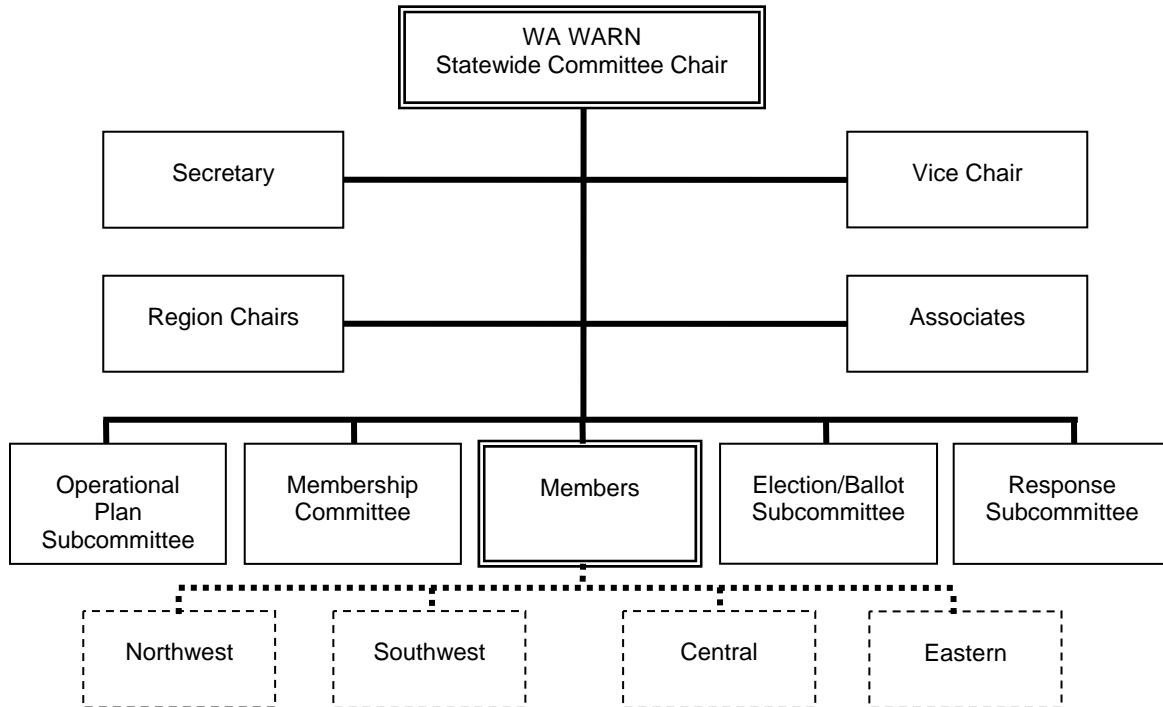 WA WARN
Statewide Committee Chair
Secretary
Vice Chair
Region Chairs
Associates
Operational
Plan
Subcommittee
Membership
Committee
Members
Election/Ballot
Subcommittee
Response
Subcommittee
Northwest
Southwest
Central
Eastern